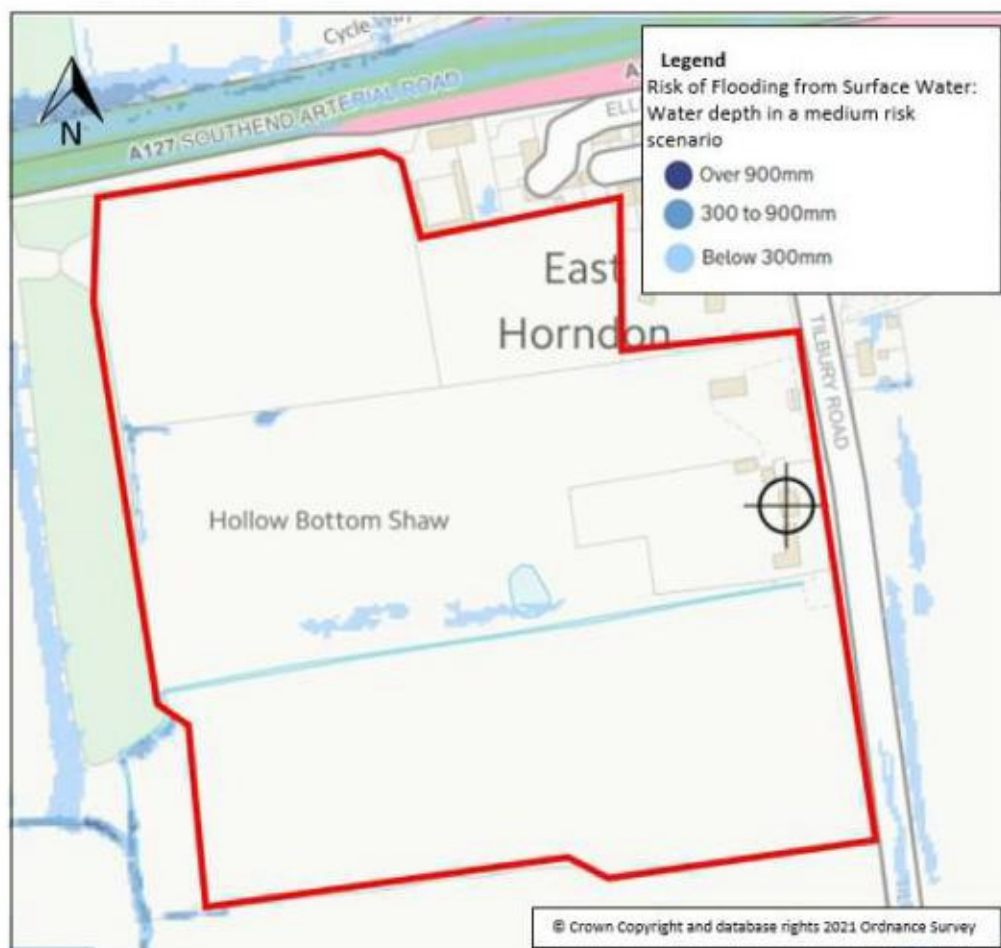 Cycle Way
N
A127 SOUTHEND ARTERIAL ROAD
Legend
Risk of Flooding from Surface Water:
Water depth in a medium risk
scenario
Over 900mm
300 to 900mm
Below 300mm
East
Horndon
TILBURY ROAD
Hollow Bottom Shaw
© Crown Copyright and database rights 2021 Ordnance Survey